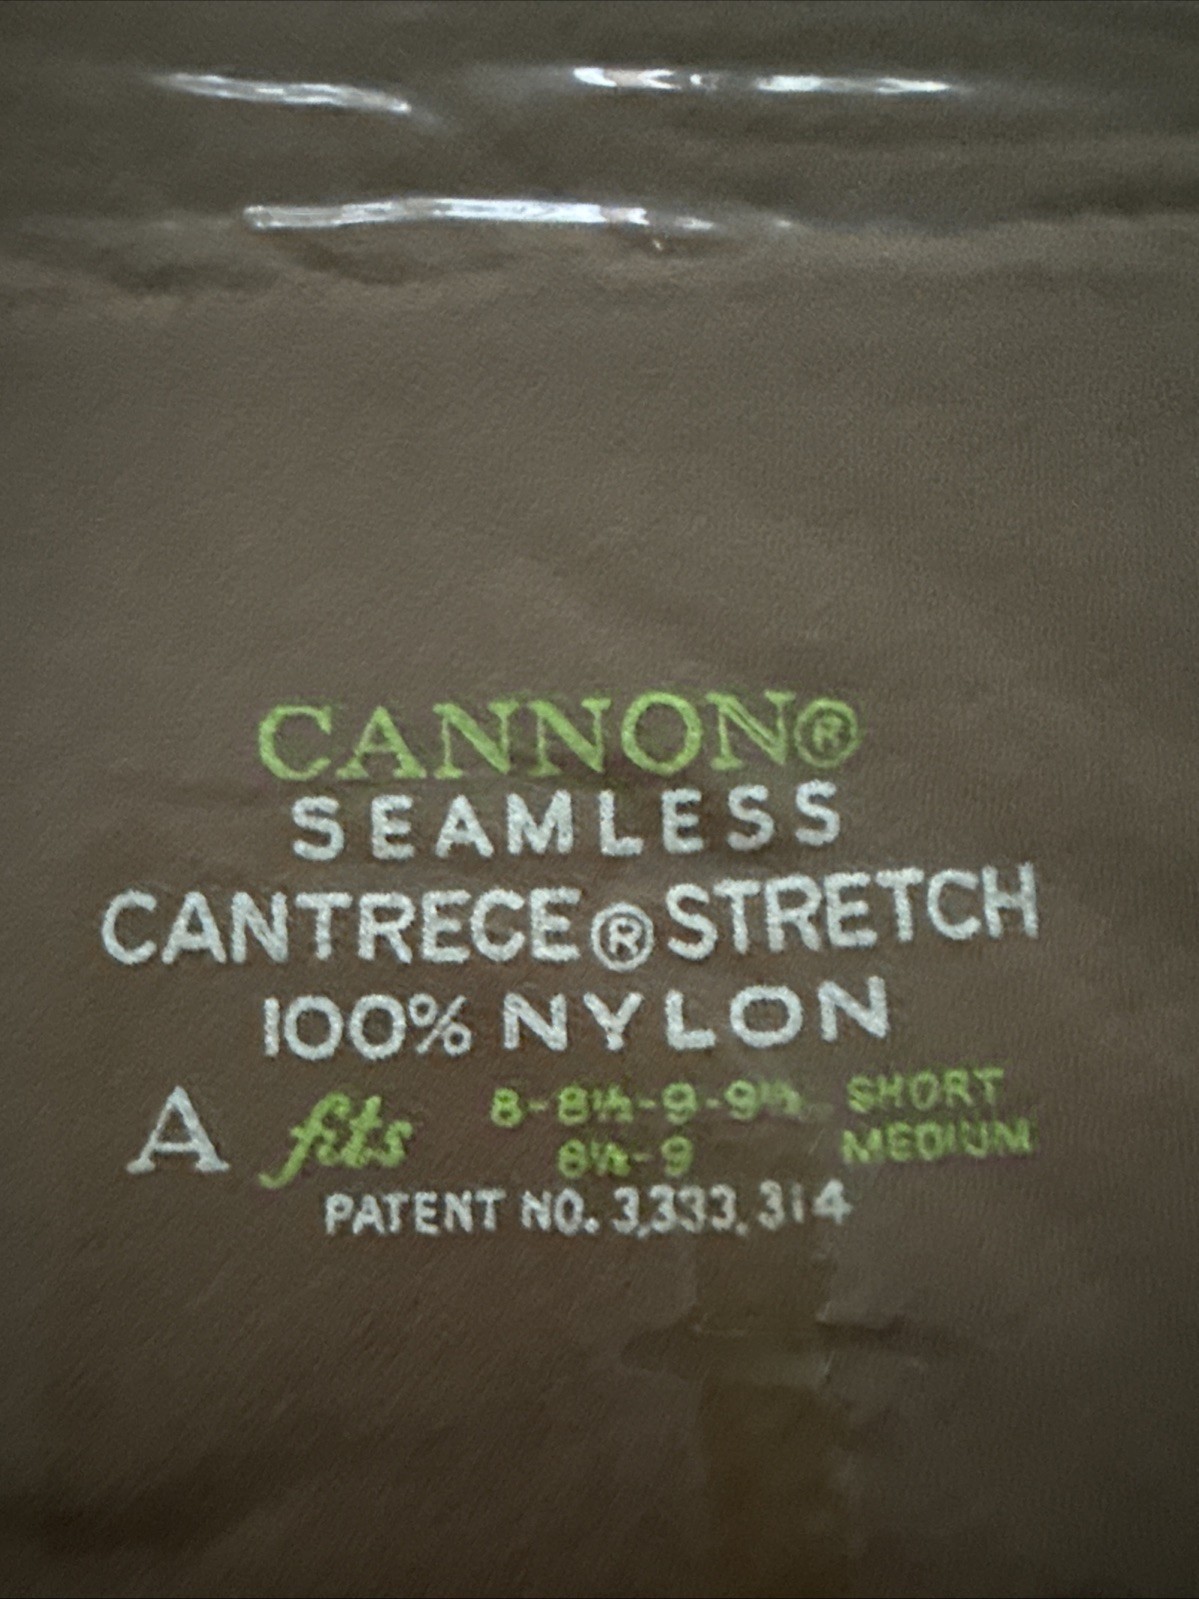 CANNON®
SEAMLESS
CANTRECE® STRETCH
100% NYLON
A fits 8-8½-9-9½ SHORT
8½-9 MEDIUM
PATENT NO. 3,333,314